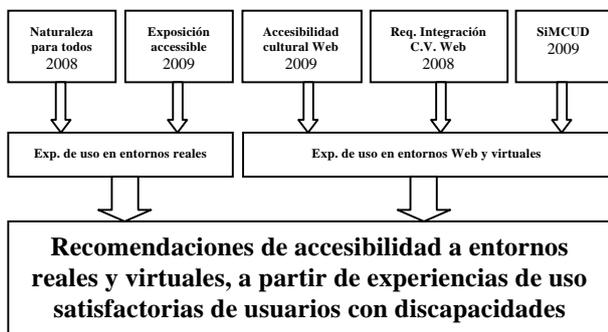 Naturaleza
para todos
2008
Exposición
accessible
2009
Accesibilidad
cultural Web
2009
Req. Integración
C.V. Web
2008
SiMCUD
2009
Exp. de uso en entornos reales
Exp. de uso en entornos Web y virtuales
Recomendaciones de accesibilidad a entornos
reales y virtuales, a partir de experiencias de uso
satisfactorias de usuarios con discapacidades